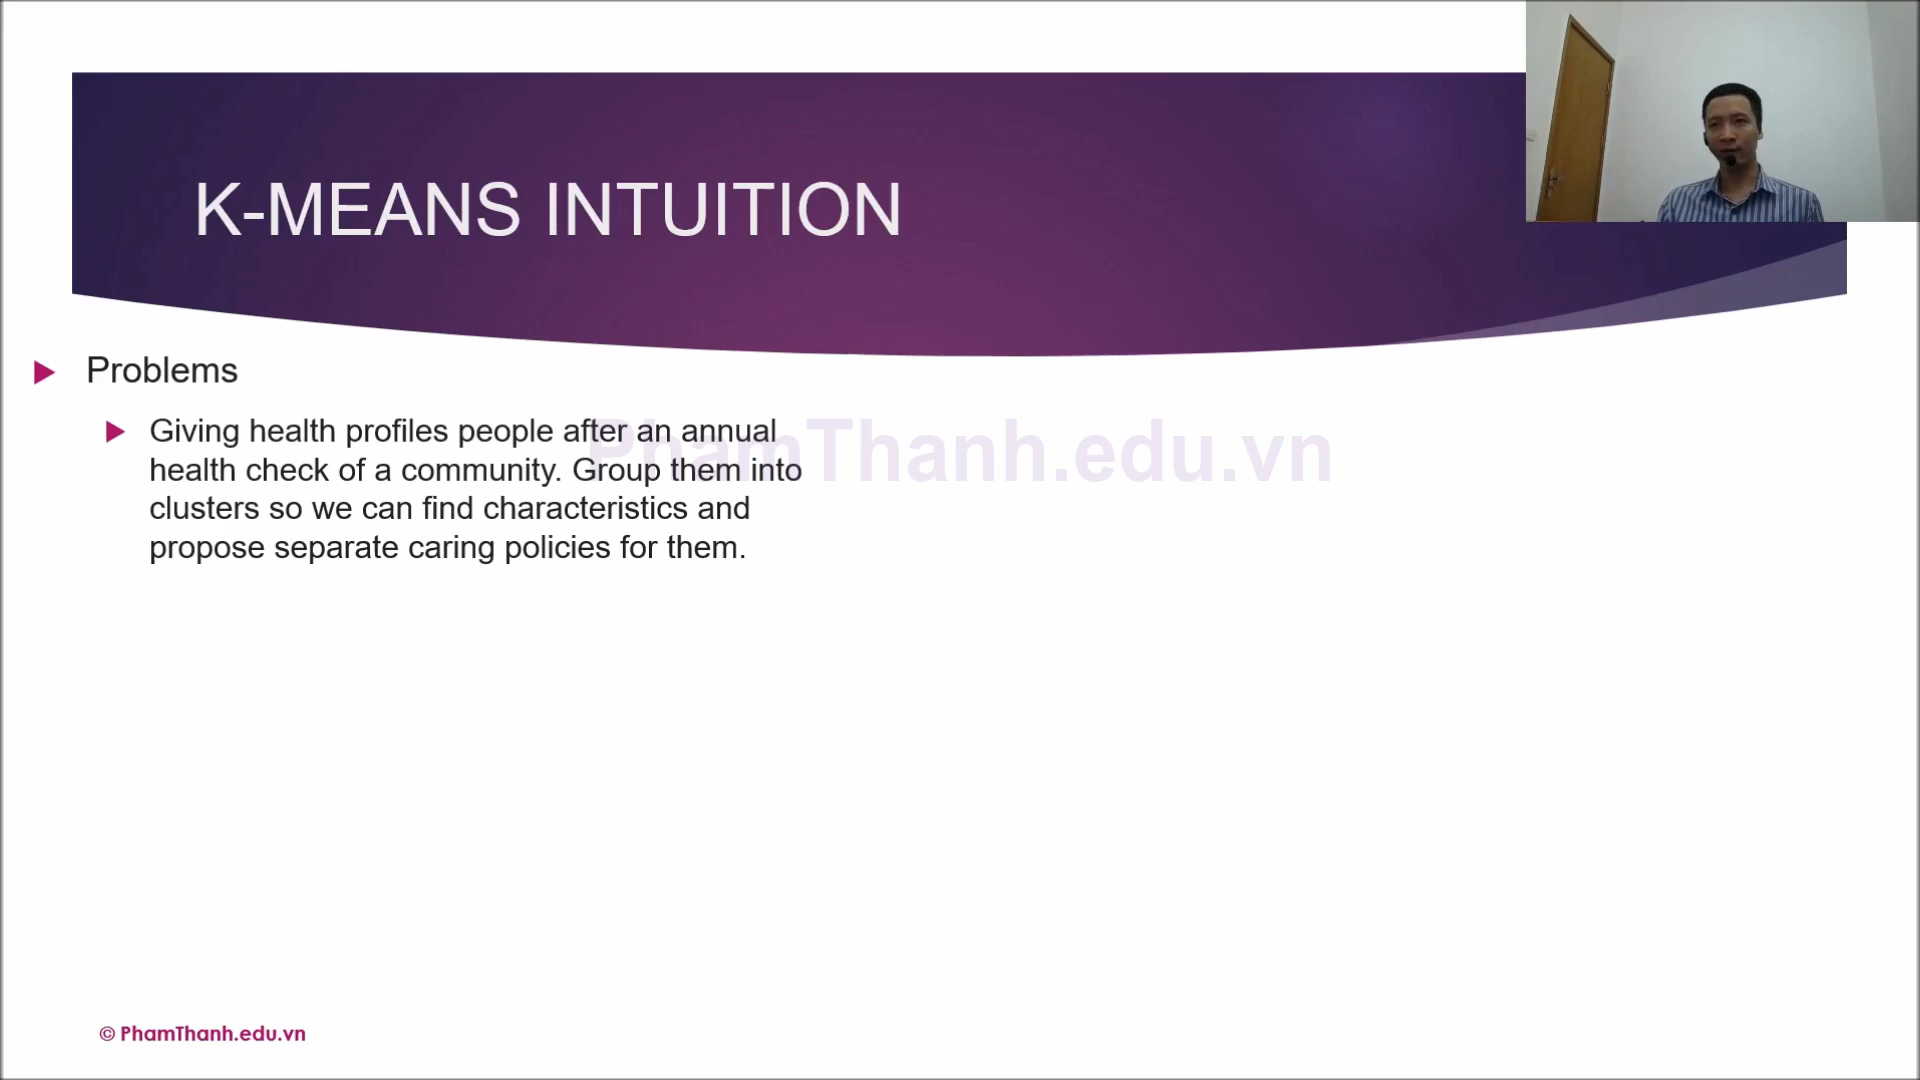 K-MEANS INTUITION
Problems
Giving health profiles people after an annual
health check of a community. Group them into
clusters so we can find characteristics and
propose separate caring policies for them.
PhamThanh.edu.vn
© PhamThanh.edu.vn